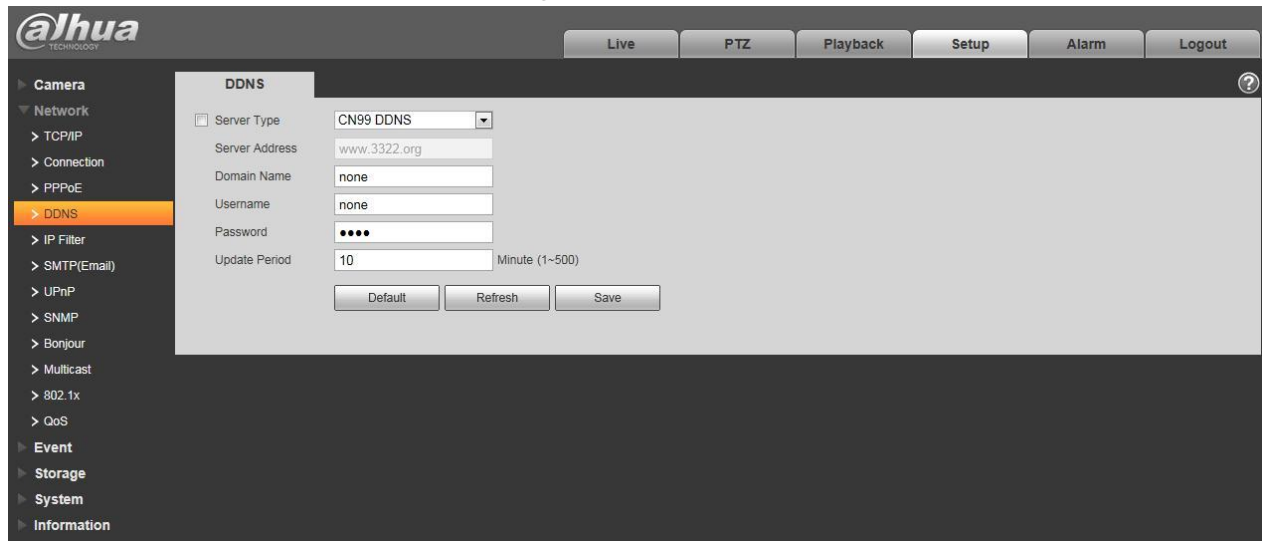 alhua
TECHNOLOGY
Live PTZ Playback Setup Alarm Logout
Camera
Network
> TCP/IP
> Connection
> PPPoE
> DDNS
> IP Filter
> SMTP(Email)
> UPnP
> SNMP
> Bonjour
> Multicast
> 802.1x
> QoS
Event
Storage
System
Information
DDNS
?
Server Type CN99 DDNS
Server Address www.3322.org
Domain Name none
Username none
Password ●●●●
Update Period 10 Minute (1~500)
Default Refresh Save